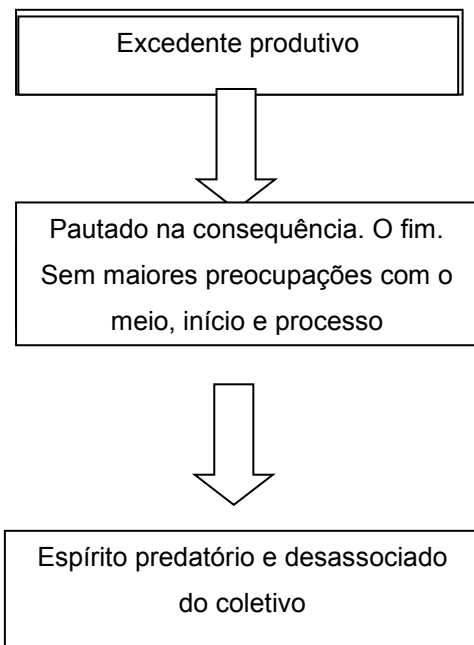 Excedente produtivo
Pautado na consequência. O fim.
Sem maiores preocupações com o
meio, início e processo
Espírito predatório e desassociado
do coletivo